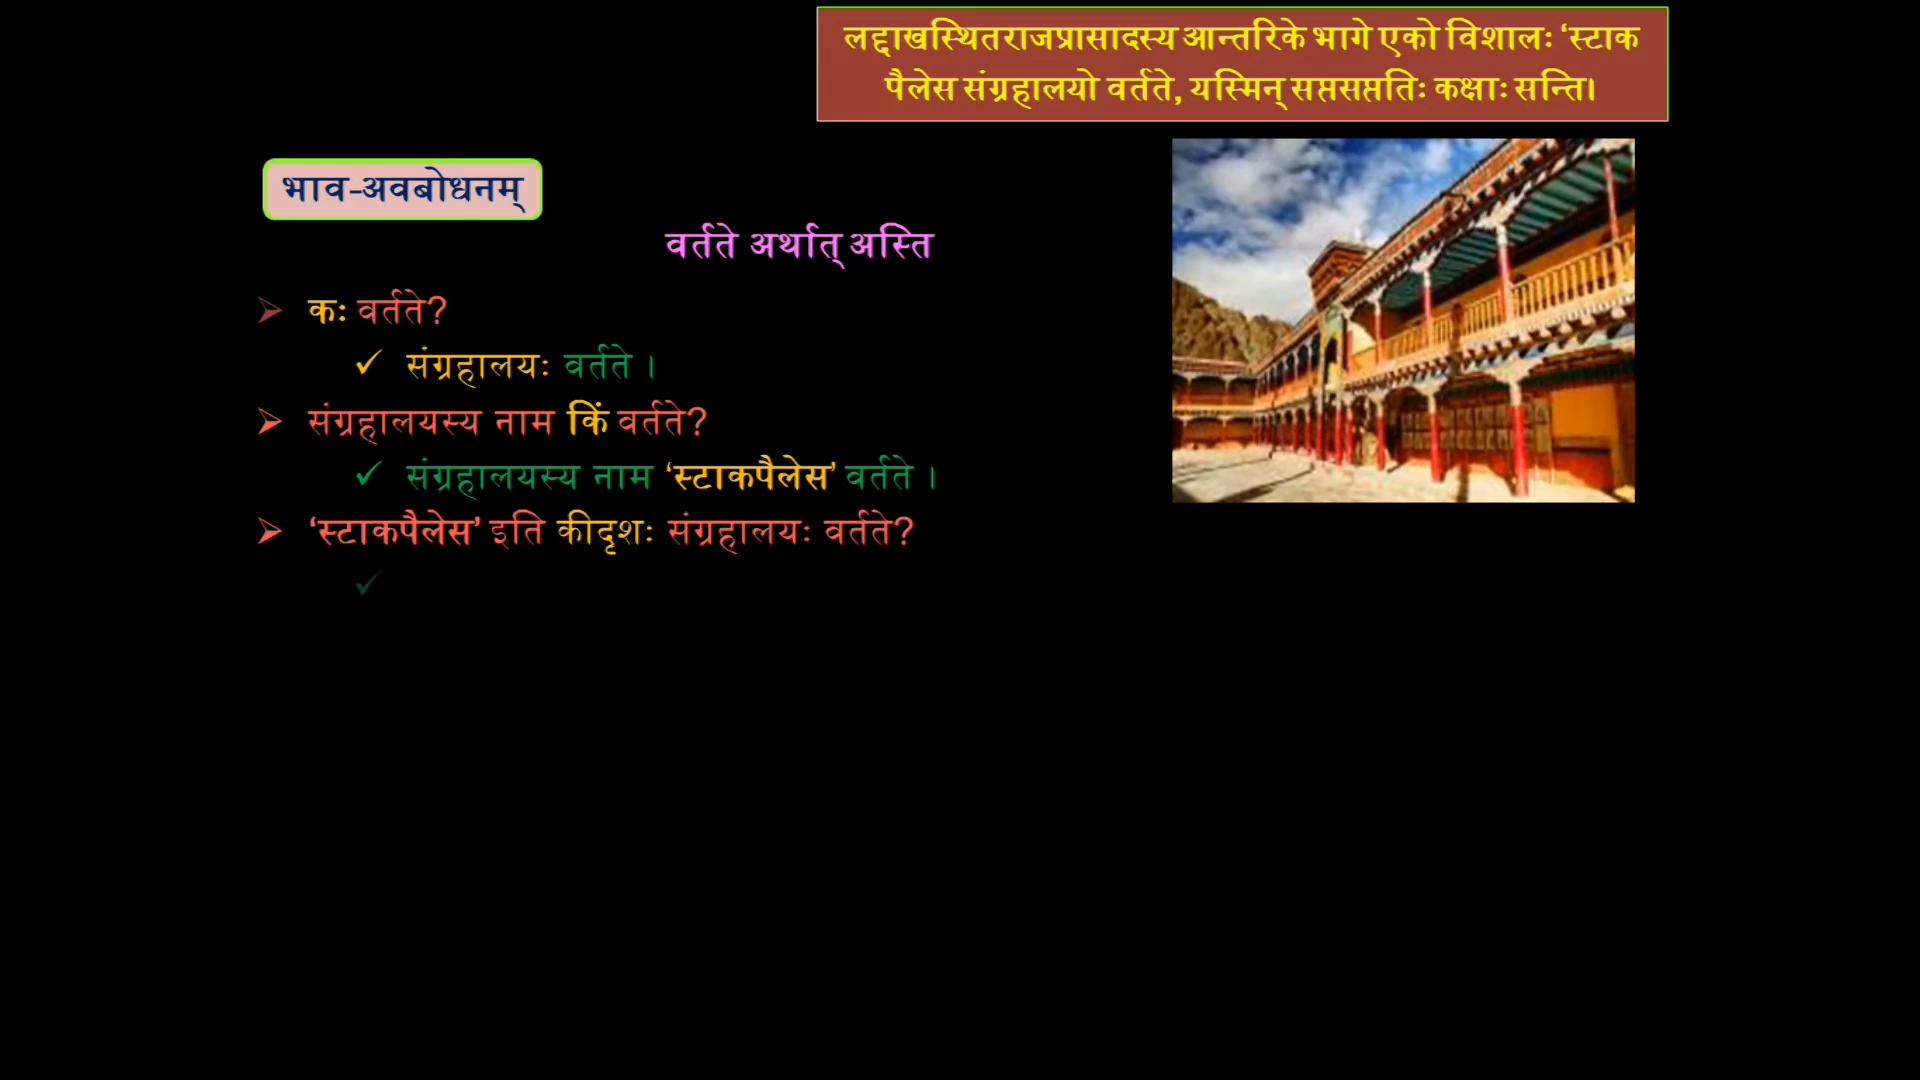 लद्दाखस्थितराजप्रासादस्य आन्तरिके भागे एको विशालः ‘स्टाक
पैलेस संग्रहालयो वर्तते, यस्मिन् सप्तसप्ततिः कक्षाः सन्ति।
भाव-अवबोधनम्
वर्तते अर्थात् अस्ति
कः वर्तते?
संग्रहालयः वर्तते ।
संग्रहालयस्य नाम किं वर्तते?
संग्रहालयस्य नाम ‘स्टाकपैलेस’ वर्तते ।
‘स्टाकपैलेस’ इति कीदृशः संग्रहालयः वर्तते?